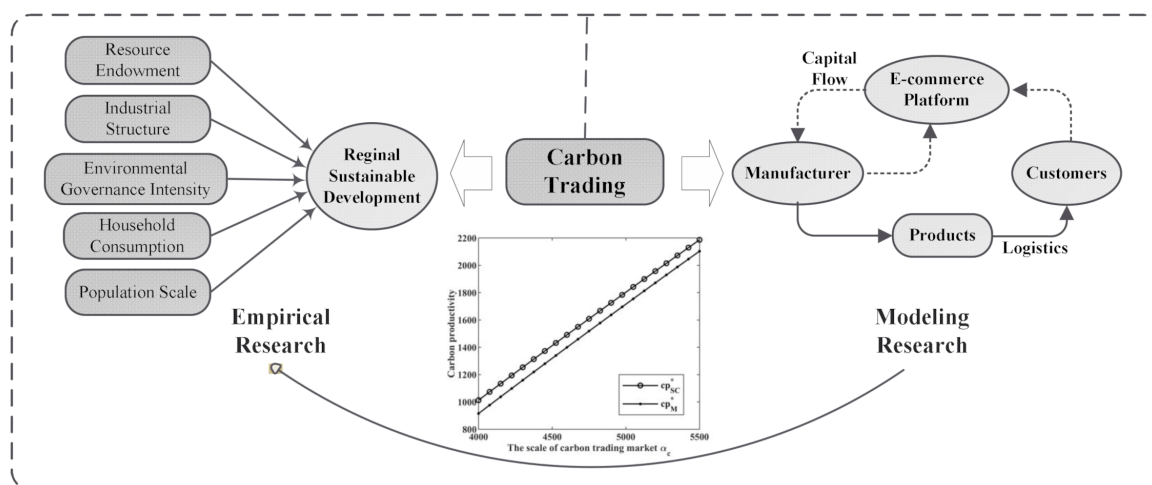 Resource
Endowment
Industrial
Structure
Environmental
Governance Intensity
Household
Consumption
Population Scale
Reginal
Sustainable
Development
Carbon
Trading
Capital
Flow
E-commerce
Platform
Manufacturer
Customers
Products
Logistics
Empirical
Research
Modeling
Research
Carbon productivity
2200
2000
1800
1600
1400
1200
1000
800
4000
4500
5000
5500
cp*SC
cp*M
The scale of carbon trading market αc